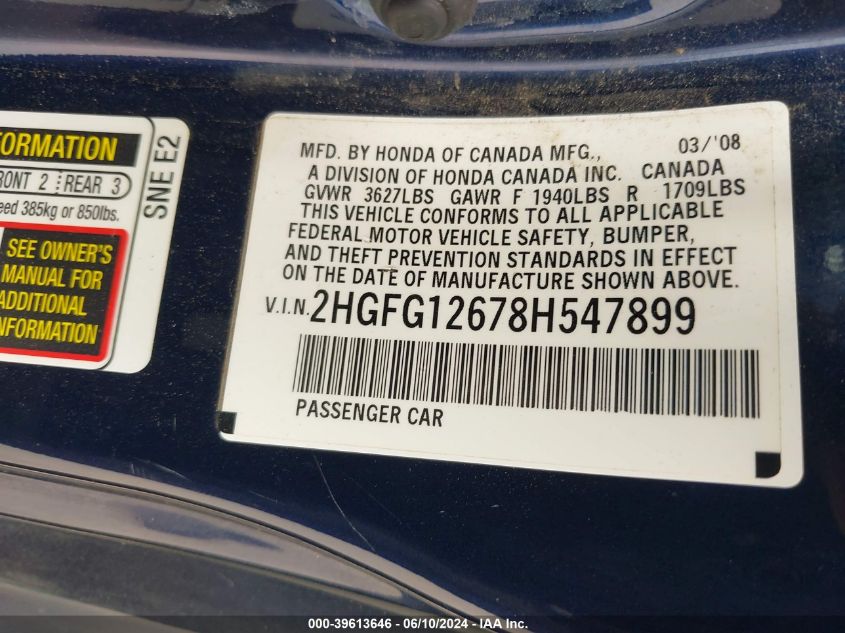 FORMATION
RONT 2 REAR 3
eed 385kg or 850lbs.
SEE OWNER'S
MANUAL FOR
ADDITIONAL
INFORMATION
SNE E2
MFD. BY HONDA OF CANADA MFG., 03/'08
A DIVISION OF HONDA CANADA INC. CANADA
GVWR 3627LBS GAWR F 1940LBS R 1709LBS
THIS VEHICLE CONFORMS TO ALL APPLICABLE
FEDERAL MOTOR VEHICLE SAFETY, BUMPER,
AND THEFT PREVENTION STANDARDS IN EFFECT
ON THE DATE OF MANUFACTURE SHOWN ABOVE.
V.I.N. 2HGFG12678H547899
PASSENGER CAR
000-39613646 - 06/10/2024 - IAA Inc.